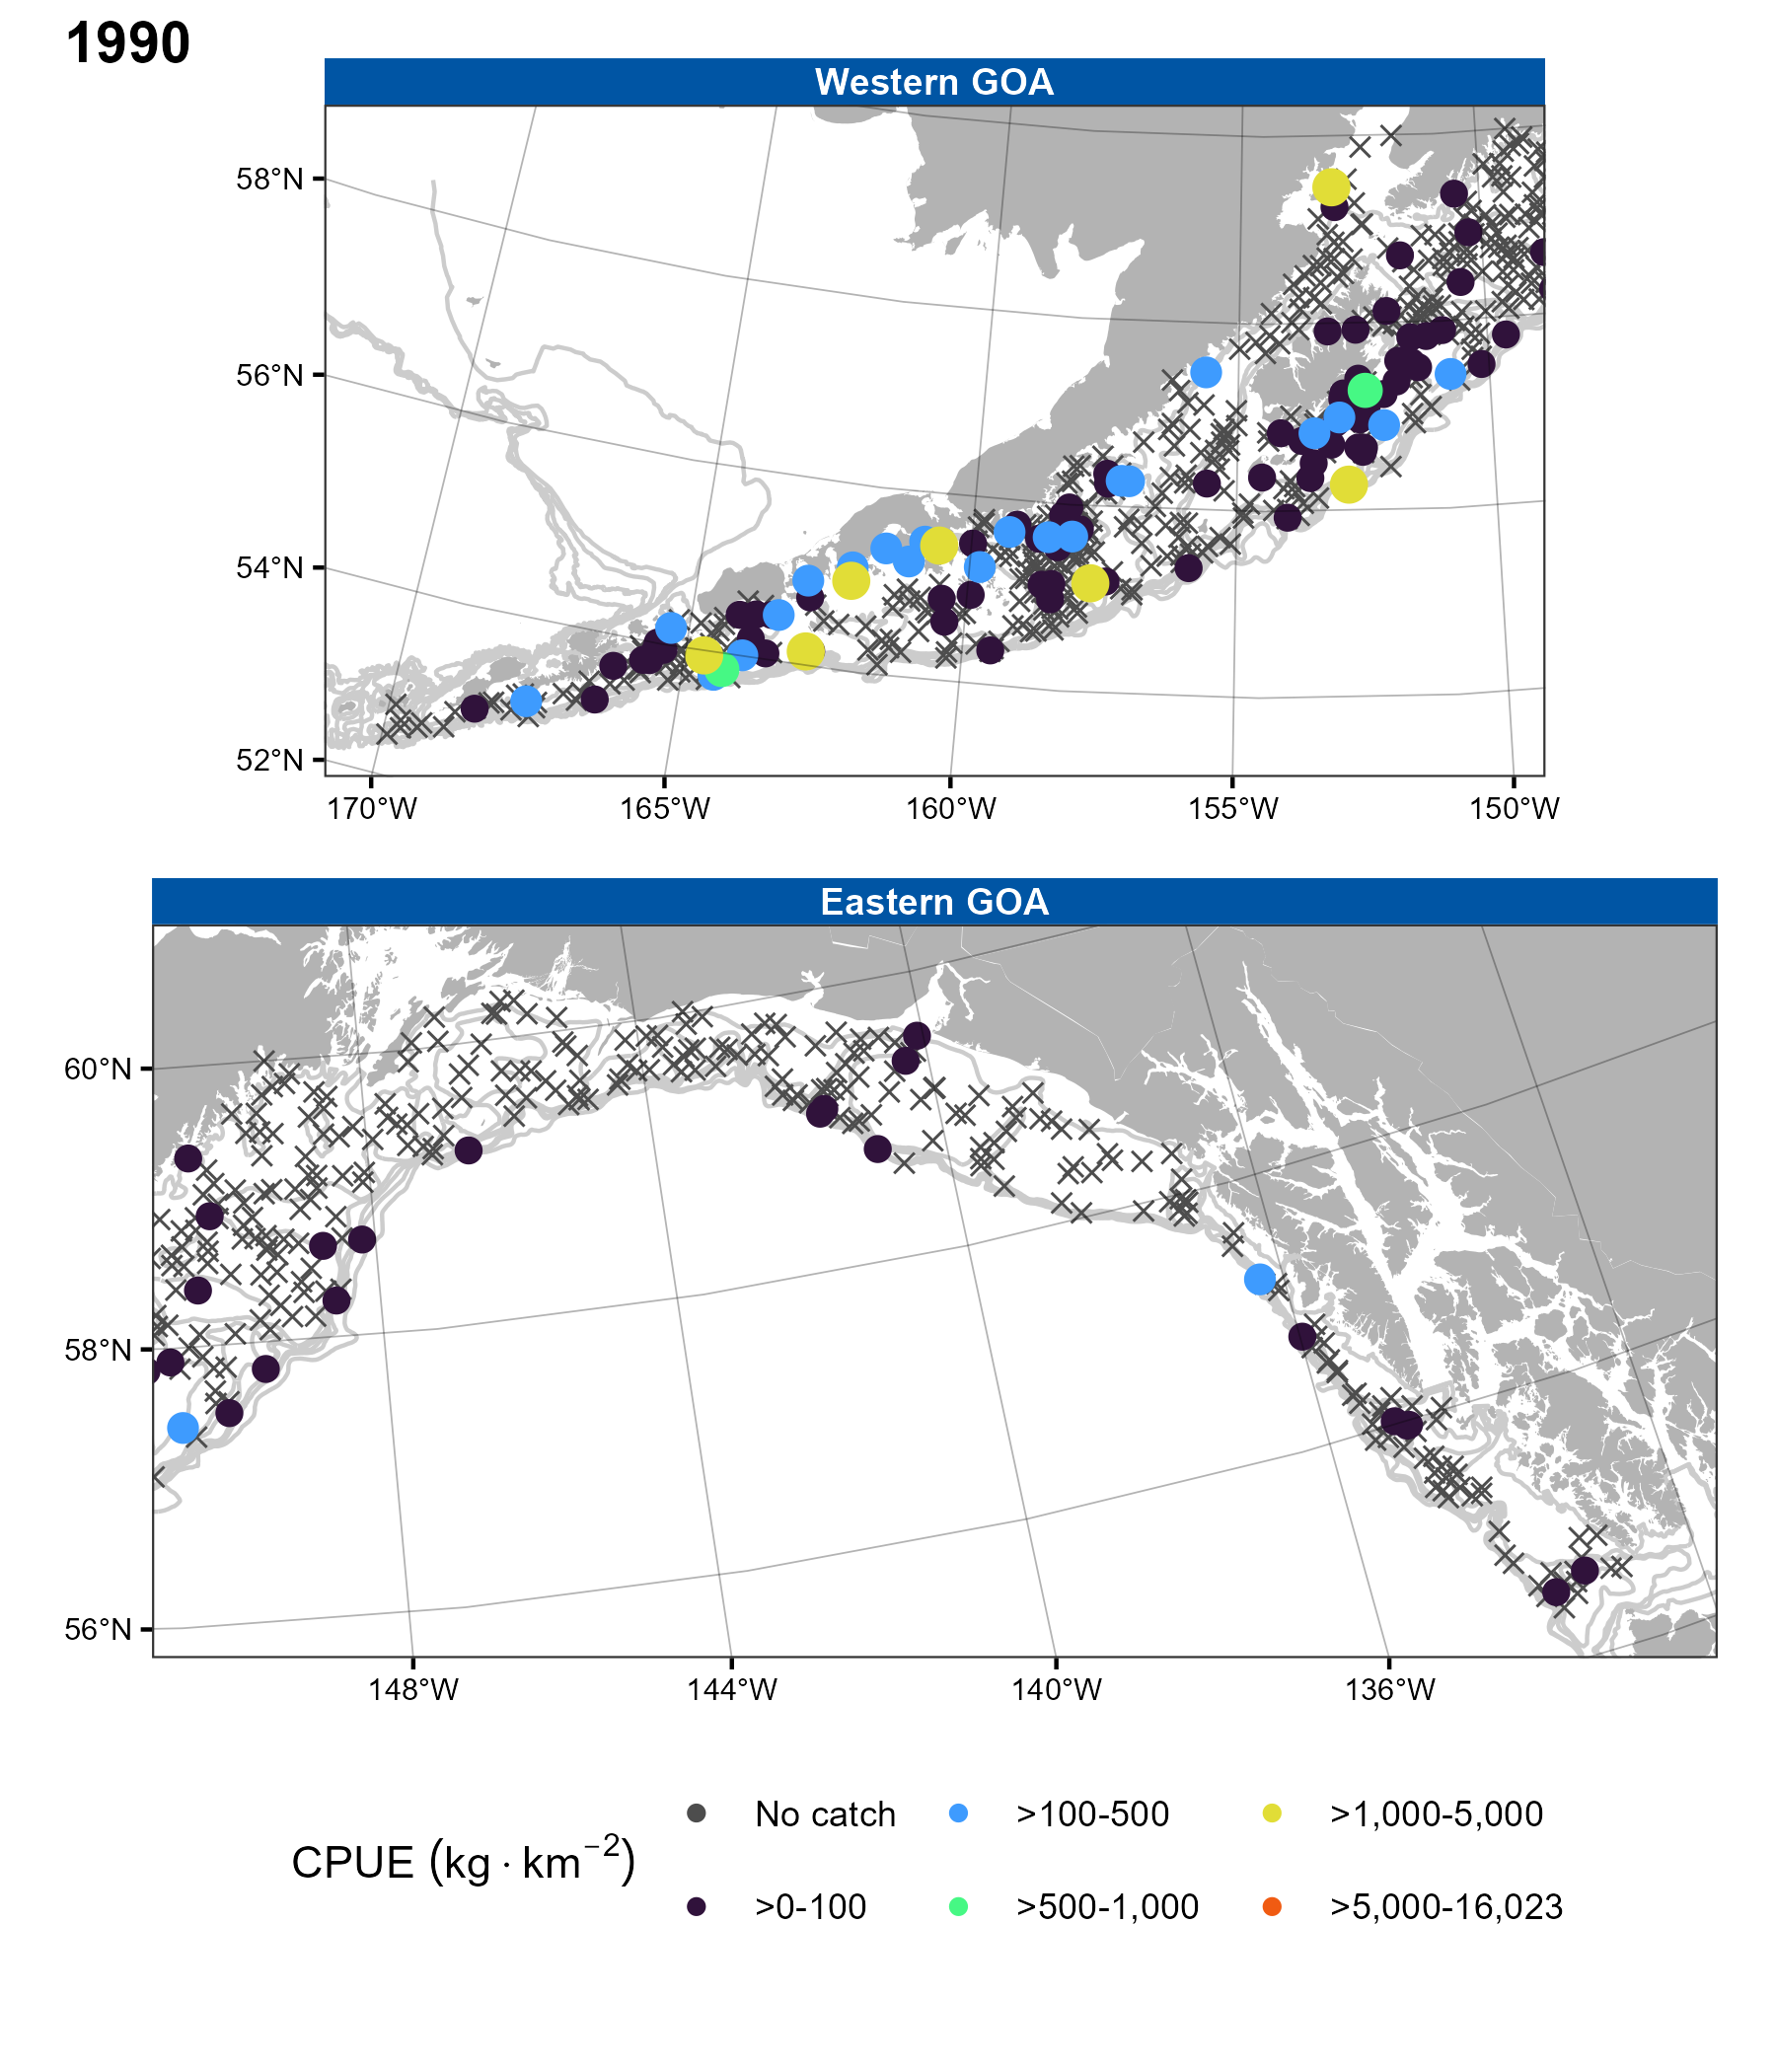 1990
Western GOA
58°N
56°N
54°N
52°N
170°W 165°W 160°W 155°W 150°W
Eastern GOA
60°N
58°N
56°N
148°W 144°W 140°W 136°W
CPUE (kg · km⁻²)
No catch >100-500 >1,000-5,000
>0-100 >500-1,000 >5,000-16,023